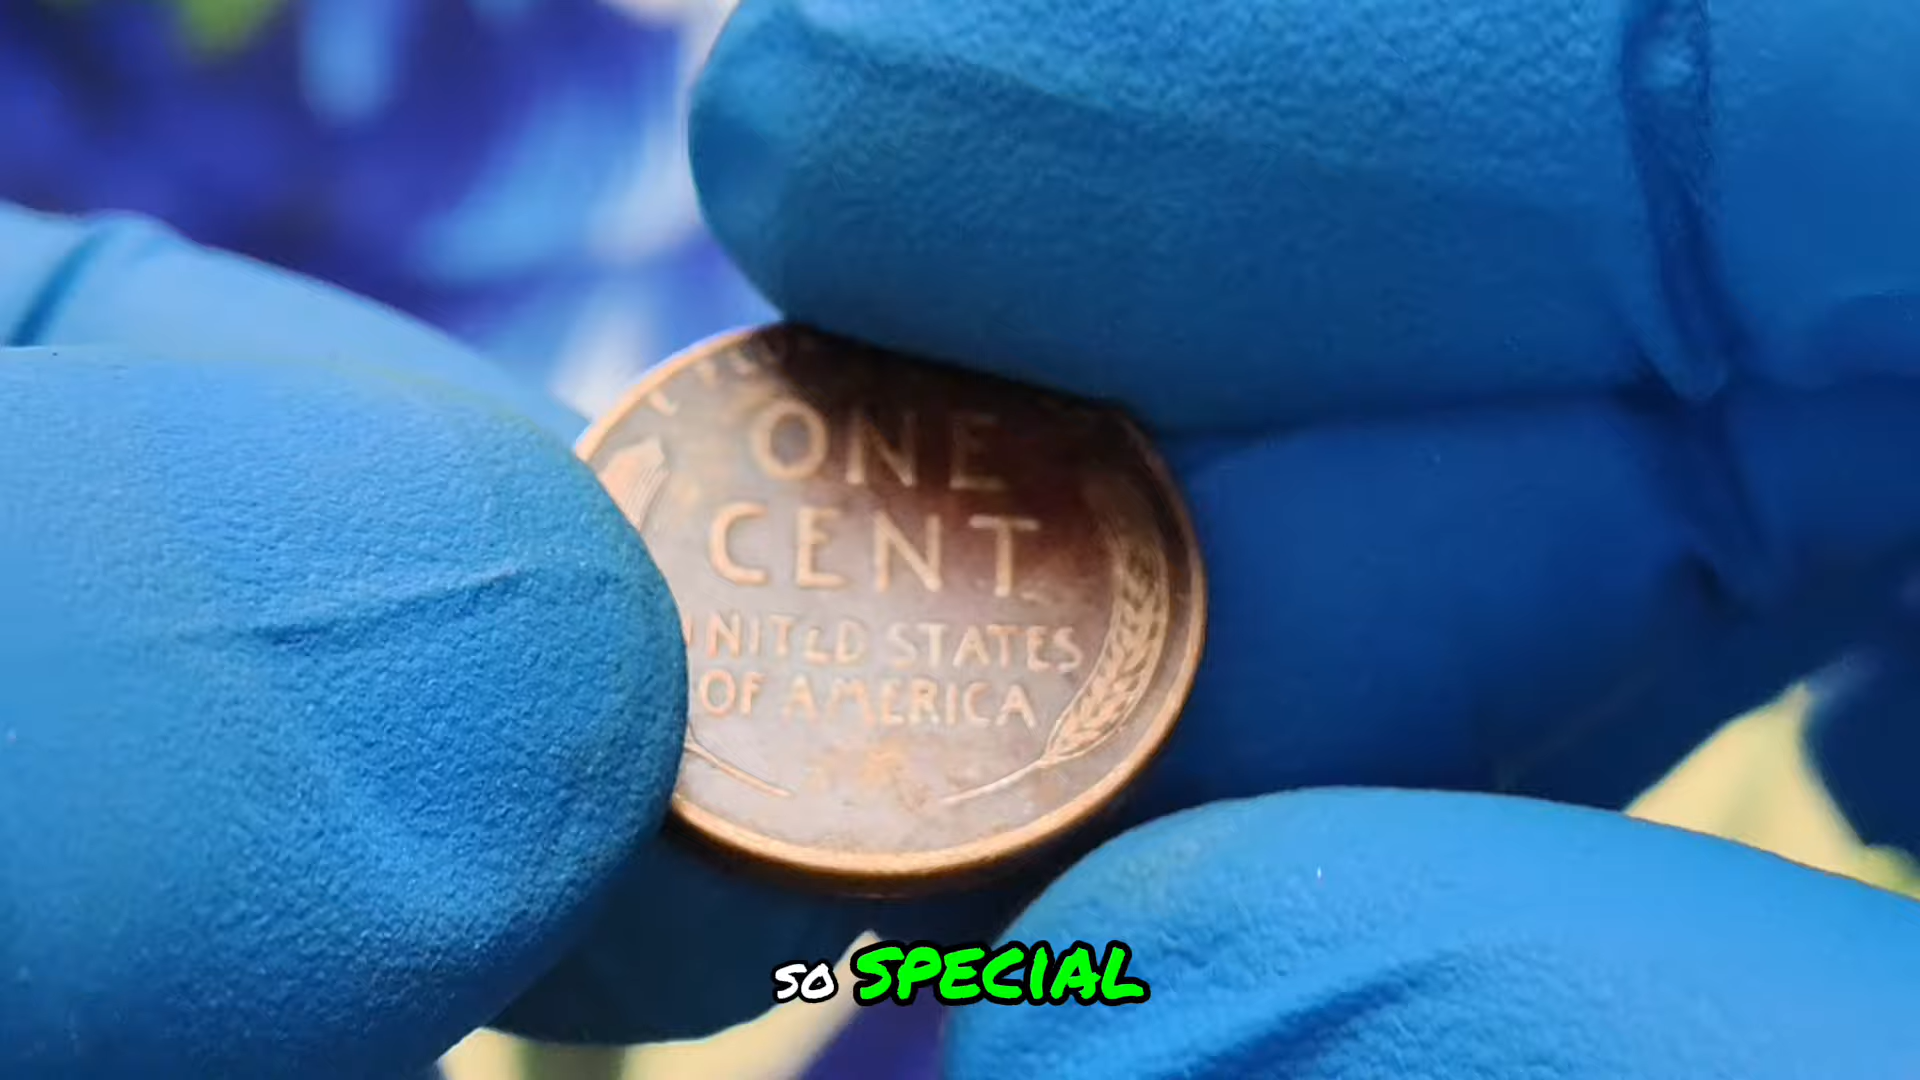 ONE
CENT
UNITED STATES
OF AMERICA
SO SPECIAL